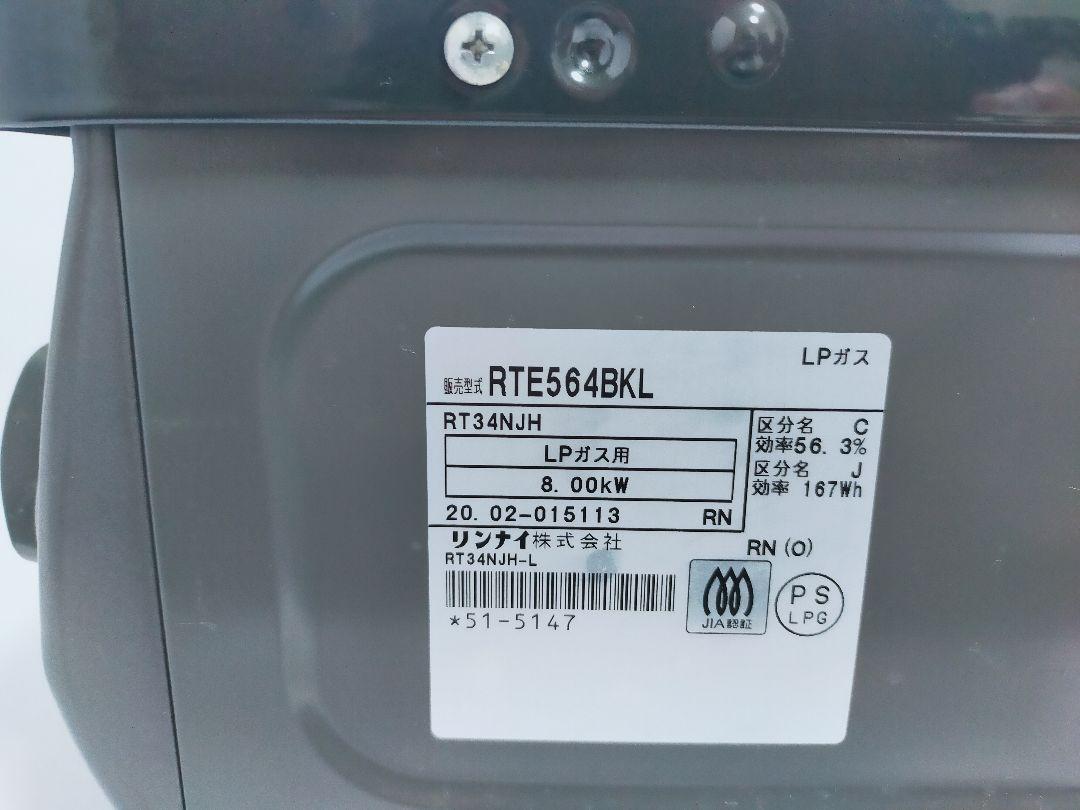 LPガス
販売型式 RTE564BKL
RT34NJH
LPガス用
8.00kW
20.02-015113 RN
区分名 C
効率56.3%
区分名 J
効率 167Wh
リンナイ株式会社
RN(O)
RT34NJH-L
*51-5147
JIA認証
PS
LPG